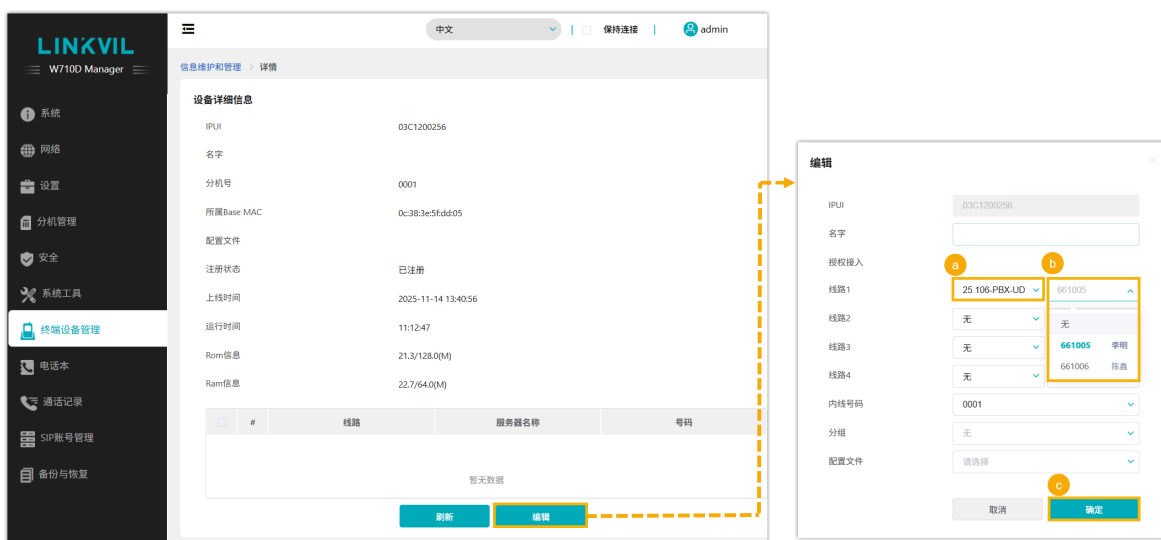 LINKVIL
W710D Manager
系统
网络
设置
分机管理
安全
系统工具
终端设备管理
电话本
通话记录
SIP账号管理
备份与恢复
中文
保持连接
admin
信息维护和管理 > 详情
设备详细信息
IPUI 03C1200256
名字
分机号 0001
所属Base MAC 0c:38:3e:5f:dd:05
配置文件
注册状态 已注册
上线时间 2025-11-14 13:40:56
运行时间 11:12:47
Rom信息 21.3/128.0(M)
Ram信息 22.7/64.0(M)
# 线路 服务器名称 号码
暂无数据
刷新 编辑
编辑
IPUI 03C1200256
名字
授权接入
a b
线路1 25.106-PBX-UD 661005
线路2 无 无
线路3 无 661005 李明
线路4 无 661006 陈鑫
内线号码 0001
分组 无
配置文件 请选择
c
取消 确定